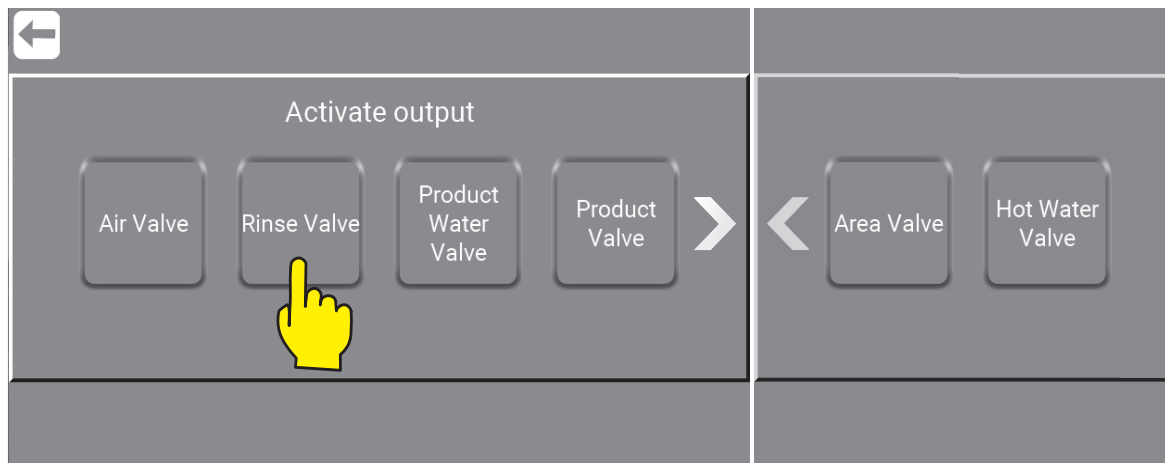 Activate output
Air Valve
Rinse Valve
Product
Water
Valve
Product
Valve
Area Valve
Hot Water
Valve